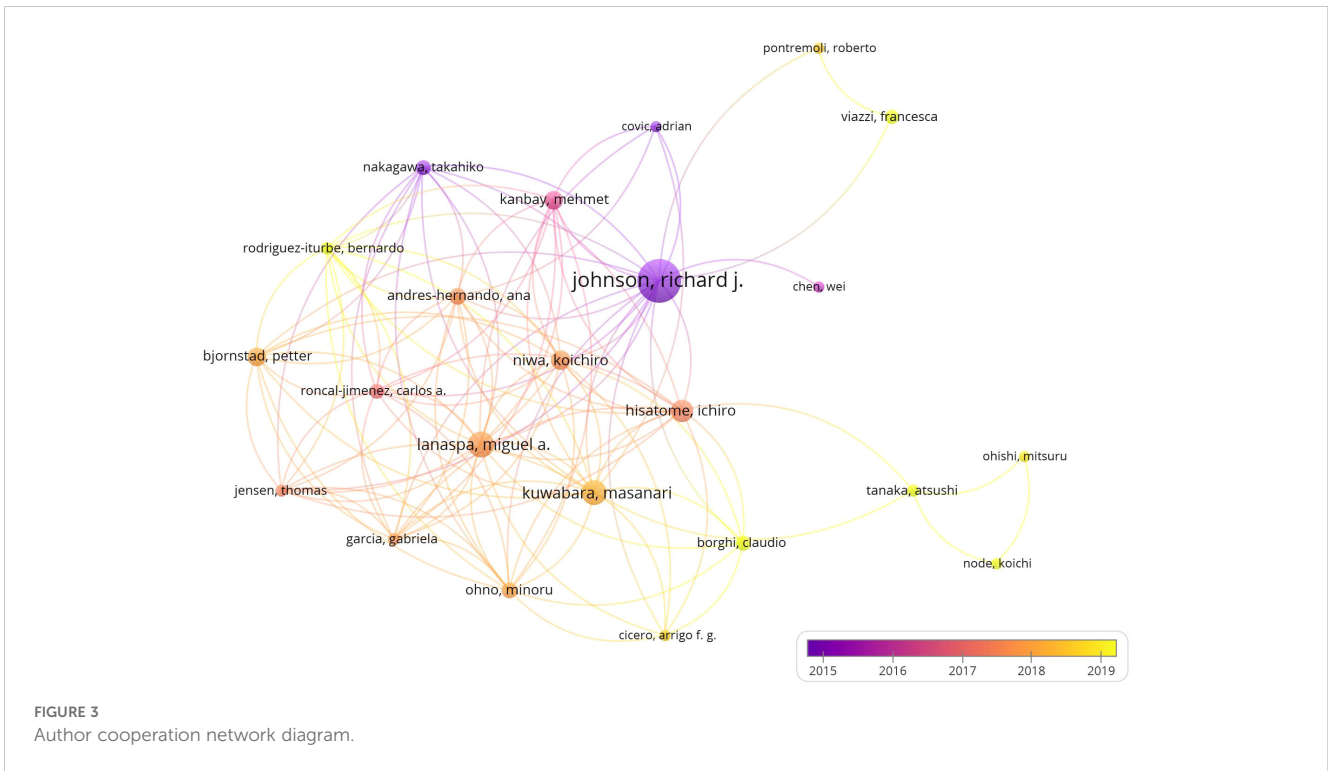 pontremoli, roberto
viazzi, francesca
covic, adrian
nakagawa, takahiko
kanbay, mehmet
rodriguez-iturbe, bernardo
johnson, richard j.
chen, wei
andres-hernando, ana
bjornstad, petter
niwa, koichiro
roncal-jimenez, carlos a.
hisatome, ichiro
lanaspa, miguel a.
ohishi, mitsuru
jensen, thomas
kuwabara, masanari
tanaka, atsushi
garcia, gabriela
borghi, claudio
node, koichi
ohno, minoru
cicero, arrigo f. g.
2015 2016 2017 2018 2019
FIGURE 3
Author cooperation network diagram.